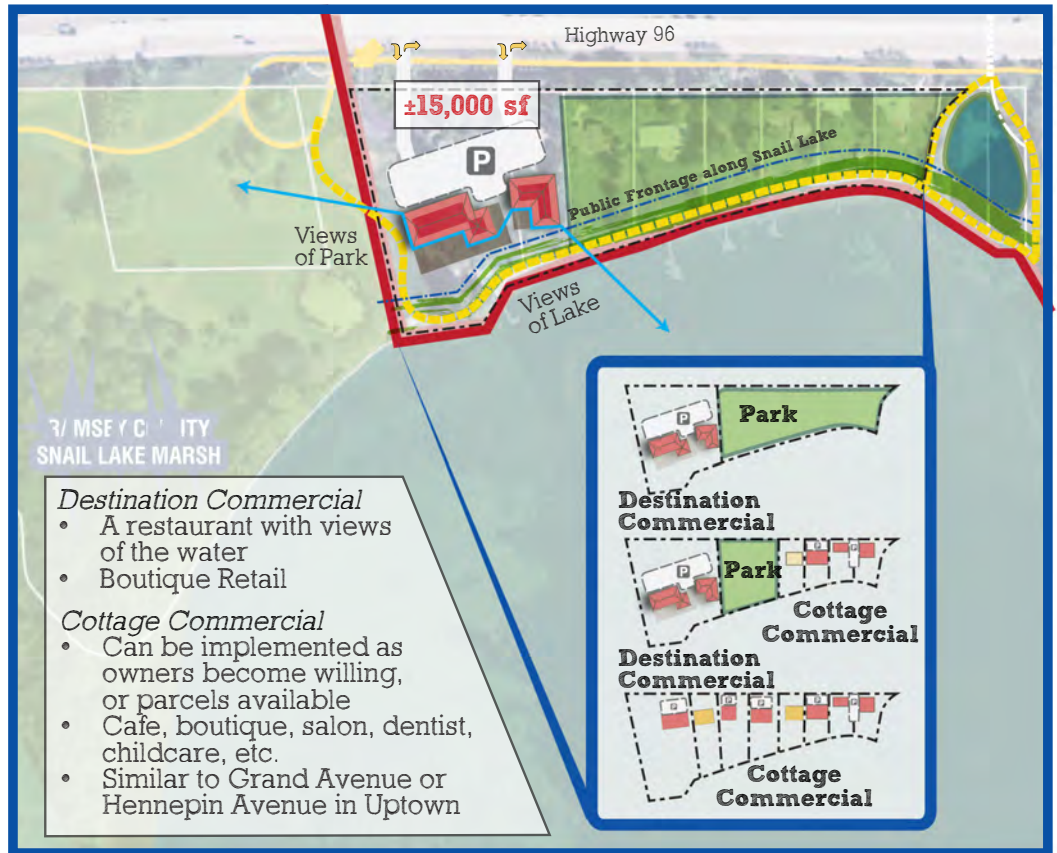 Highway 96
±15,000 sf
P
Public Frontage along Snail Lake
Views
of Park
Views
of Lake
SNAIL LAKE MARSH
Destination Commercial
• A restaurant with views
of the water
• Boutique Retail
Cottage Commercial
• Can be implemented as
owners become willing,
or parcels available
• Cafe, boutique, salon, dentist,
childcare, etc.
• Similar to Grand Avenue or
Hennepin Avenue in Uptown
P
Park
Destination
Commercial
P
Park
P
P
Cottage
Commercial
Destination
Commercial
P
P
P
P
P
Cottage
Commercial